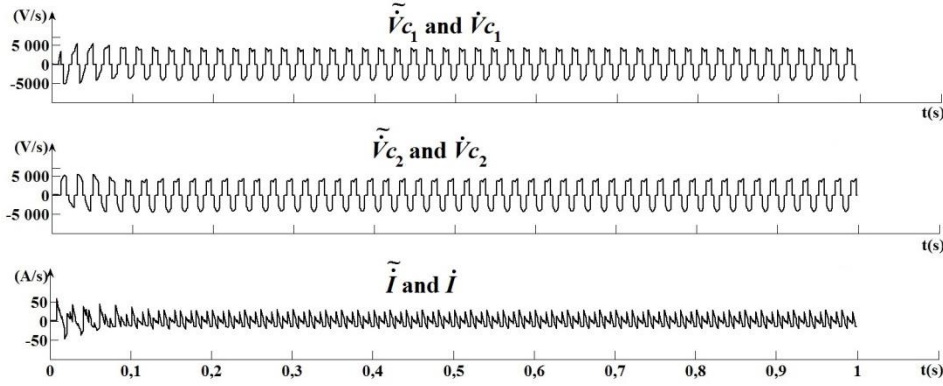 (V/s)
Ṽ̇c₁ and V̇c₁
5 000
0
-5000
t(s)
(V/s)
Ṽ̇c₂ and V̇c₂
5 000
0
-5 000
t(s)
(A/s)
Ĩ̇ and İ
50
0
-50
0 0,1 0,2 0,3 0,4 0,5 0,6 0,7 0,8 0,9 1 t(s)